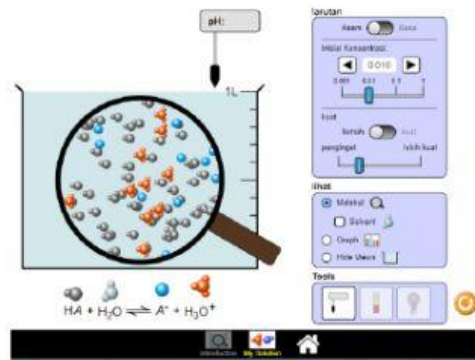 pH:
1L
HA + H₂O ⇌ A⁻ + H₃O⁺
larutan
Asam Basa
Inisial Konsentrasi:
0.010
0.001 0.01 0.1 1
kuat
lemah kuat
lebih kuat
lihat
Molekul
Solvent
Graph
Hide Views
Tools
Introduction My Solution